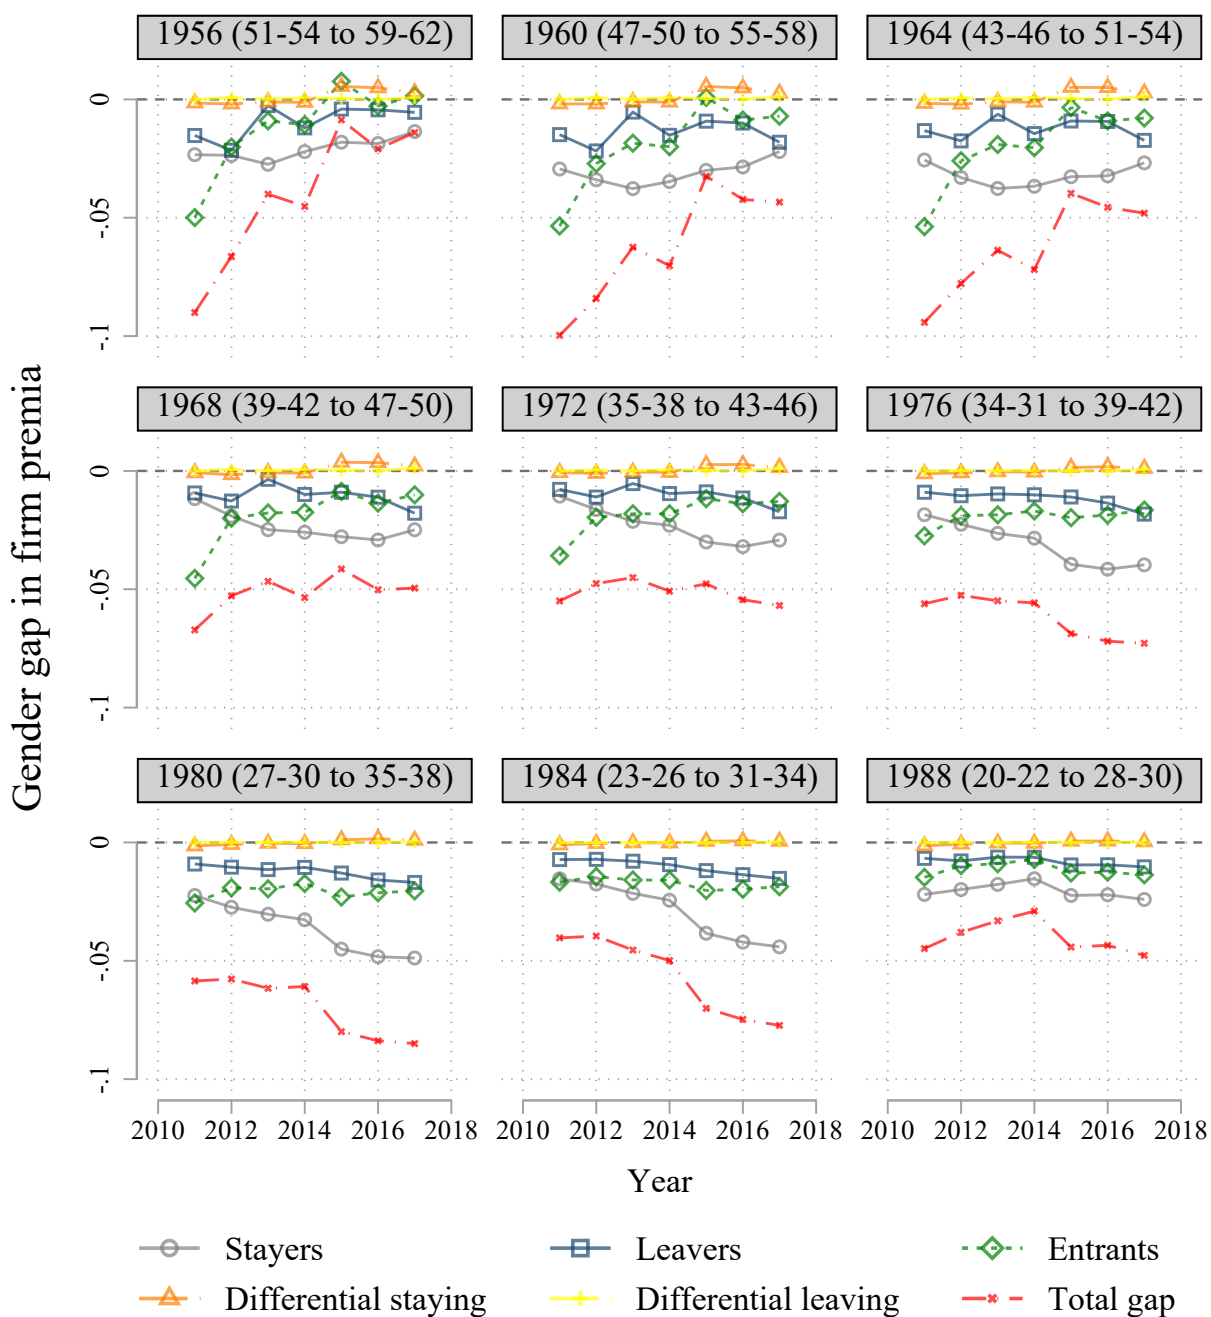 Gender gap in firm premia
1956 (51-54 to 59-62)
1960 (47-50 to 55-58)
1964 (43-46 to 51-54)
0
-.05
-.1
1968 (39-42 to 47-50)
1972 (35-38 to 43-46)
1976 (34-31 to 39-42)
0
-.05
-.1
1980 (27-30 to 35-38)
1984 (23-26 to 31-34)
1988 (20-22 to 28-30)
0
-.05
-.1
2010 2012 2014 2016 2018
2010 2012 2014 2016 2018
2010 2012 2014 2016 2018
Year
Stayers
Leavers
Entrants
Differential staying
Differential leaving
Total gap